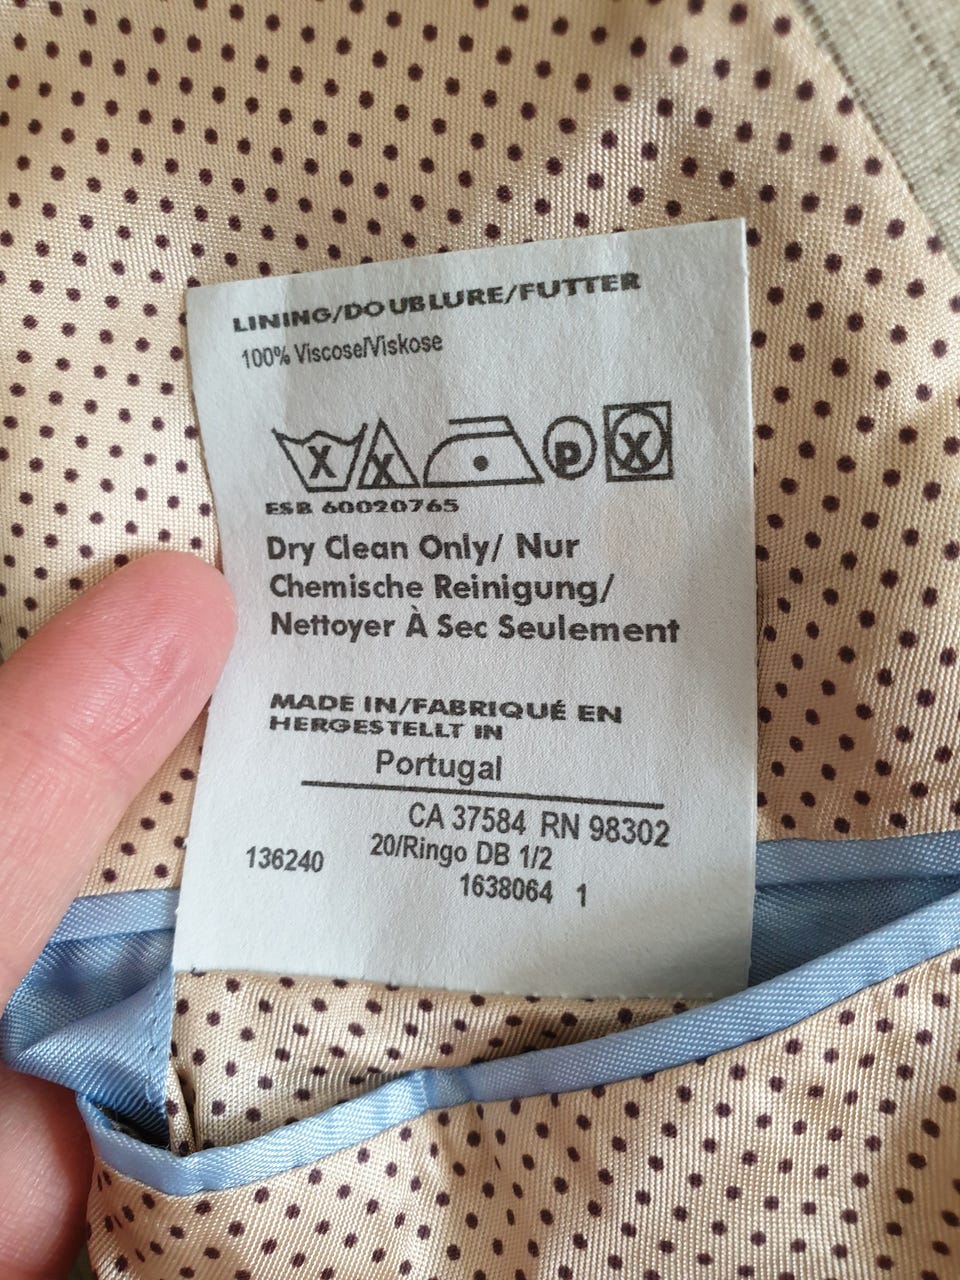 LINING/DOUBLURE/FUTTER
100% Viscose/Viskose
X X P X
ESB 60020765
Dry Clean Only/ Nur
Chemische Reinigung/
Nettoyer À Sec Seulement
MADE IN/FABRIQUÉ EN
HERGESTELLT IN
Portugal
CA 37584 RN 98302
20/Ringo DB 1/2
136240
1638064 1